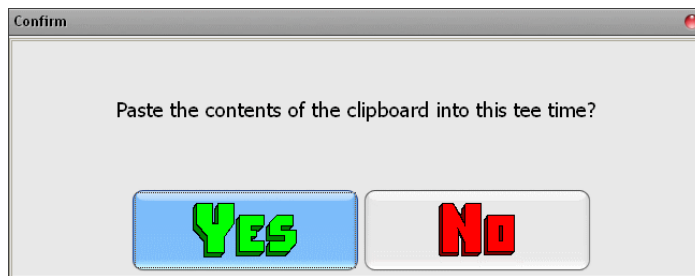 Confirm
Paste the contents of the clipboard into this tee time?
Yes No